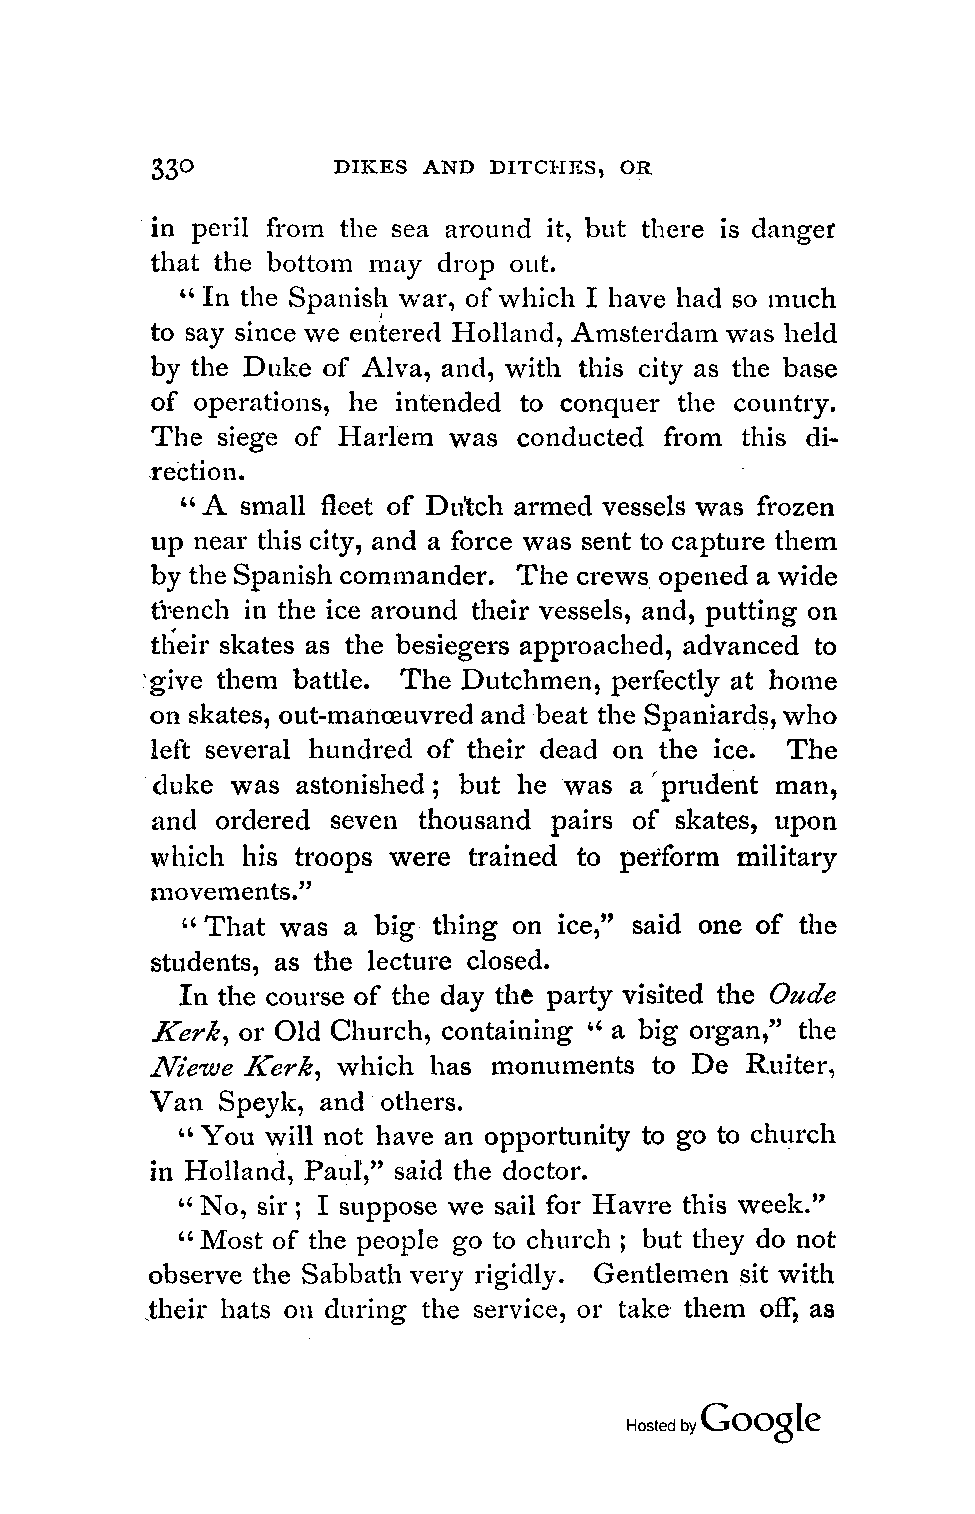 330 DIKES AND DITCHES, OR
in peril from the sea around it, but there is danger
that the bottom may drop out.
“In the Spanish war, of which I have had so much
to say since we entered Holland, Amsterdam was held
by the Duke of Alva, and, with this city as the base
of operations, he intended to conquer the country.
The siege of Harlem was conducted from this di-
rection.
“A small fleet of Dutch armed vessels was frozen
up near this city, and a force was sent to capture them
by the Spanish commander. The crews opened a wide
trench in the ice around their vessels, and, putting on
their skates as the besiegers approached, advanced to
give them battle. The Dutchmen, perfectly at home
on skates, out-manœuvred and beat the Spaniards, who
left several hundred of their dead on the ice. The
duke was astonished; but he was a prudent man,
and ordered seven thousand pairs of skates, upon
which his troops were trained to perform military
movements.”
“That was a big thing on ice,” said one of the
students, as the lecture closed.
In the course of the day the party visited the Oude
Kerk, or Old Church, containing “a big organ,” the
Niewe Kerk, which has monuments to De Ruiter,
Van Speyk, and others.
“You will not have an opportunity to go to church
in Holland, Paul,” said the doctor.
“No, sir; I suppose we sail for Havre this week.”
“Most of the people go to church; but they do not
observe the Sabbath very rigidly. Gentlemen sit with
their hats on during the service, or take them off, as
Hosted by Google